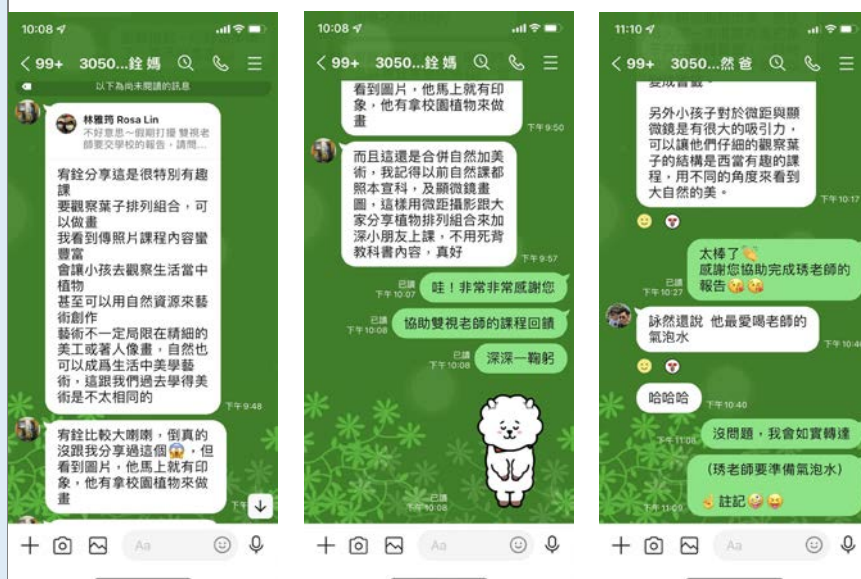 10:08
< 99+ 3050...銓媽
以下為尚未閱讀的訊息
林雅筠 Rosa Lin
不好意思～假期打擾 雙視老
師要交學校的報告，請問...
宥銓分享這是很特別有趣
課
要觀察葉子排列組合，可
以做畫
我看到傳照片課程內容蠻
豐富
會讓小孩去觀察生活當中
植物
甚至可以用自然資源來藝
術創作
藝術不一定局限在精細的
美工或著人像畫，自然也
可以成爲生活中美學藝
術，這跟我們過去學得美
術是不太相同的
下午9:48
宥銓比較大喇喇，倒真的
沒跟我分享過這個😱，但
看到圖片，他馬上就有印
象，他有拿校園植物來做
畫
Aa
10:08
< 99+ 3050...銓媽
看到圖片，他馬上就有印
象，他有拿校園植物來做
畫
下午9:50
而且這還是合併自然加美
術，我記得以前自然課都
照本宣科，及顯微鏡畫
圖，這樣用微距攝影跟大
家分享植物排列組合來加
深小朋友上課，不用死背
教科書內容，真好
下午9:57
已讀
下午10:07
哇！非常非常感謝您
已讀
下午10:08
協助雙視老師的課程回饋
已讀
下午10:08
深深一鞠躬
已讀
下午10:08
Aa
11:10
< 99+ 3050...然爸
變成書籤。
另外小孩子對於微距與顯
微鏡是有很大的吸引力，
可以讓他們仔細的觀察葉
子的結構是西當有趣的課
程，用不同的角度來看到
大自然的美。
下午10:17
太棒了👏
感謝您協助完成琇老師的
報告😘😘
已讀
下午10:27
詠然還說 他最愛喝老師的
氣泡水
下午10:40
哈哈哈
下午10:40
下午11:08
沒問題，我會如實轉達
(琇老師要準備氣泡水)
☝註記🤪😝
下午11:09
Aa